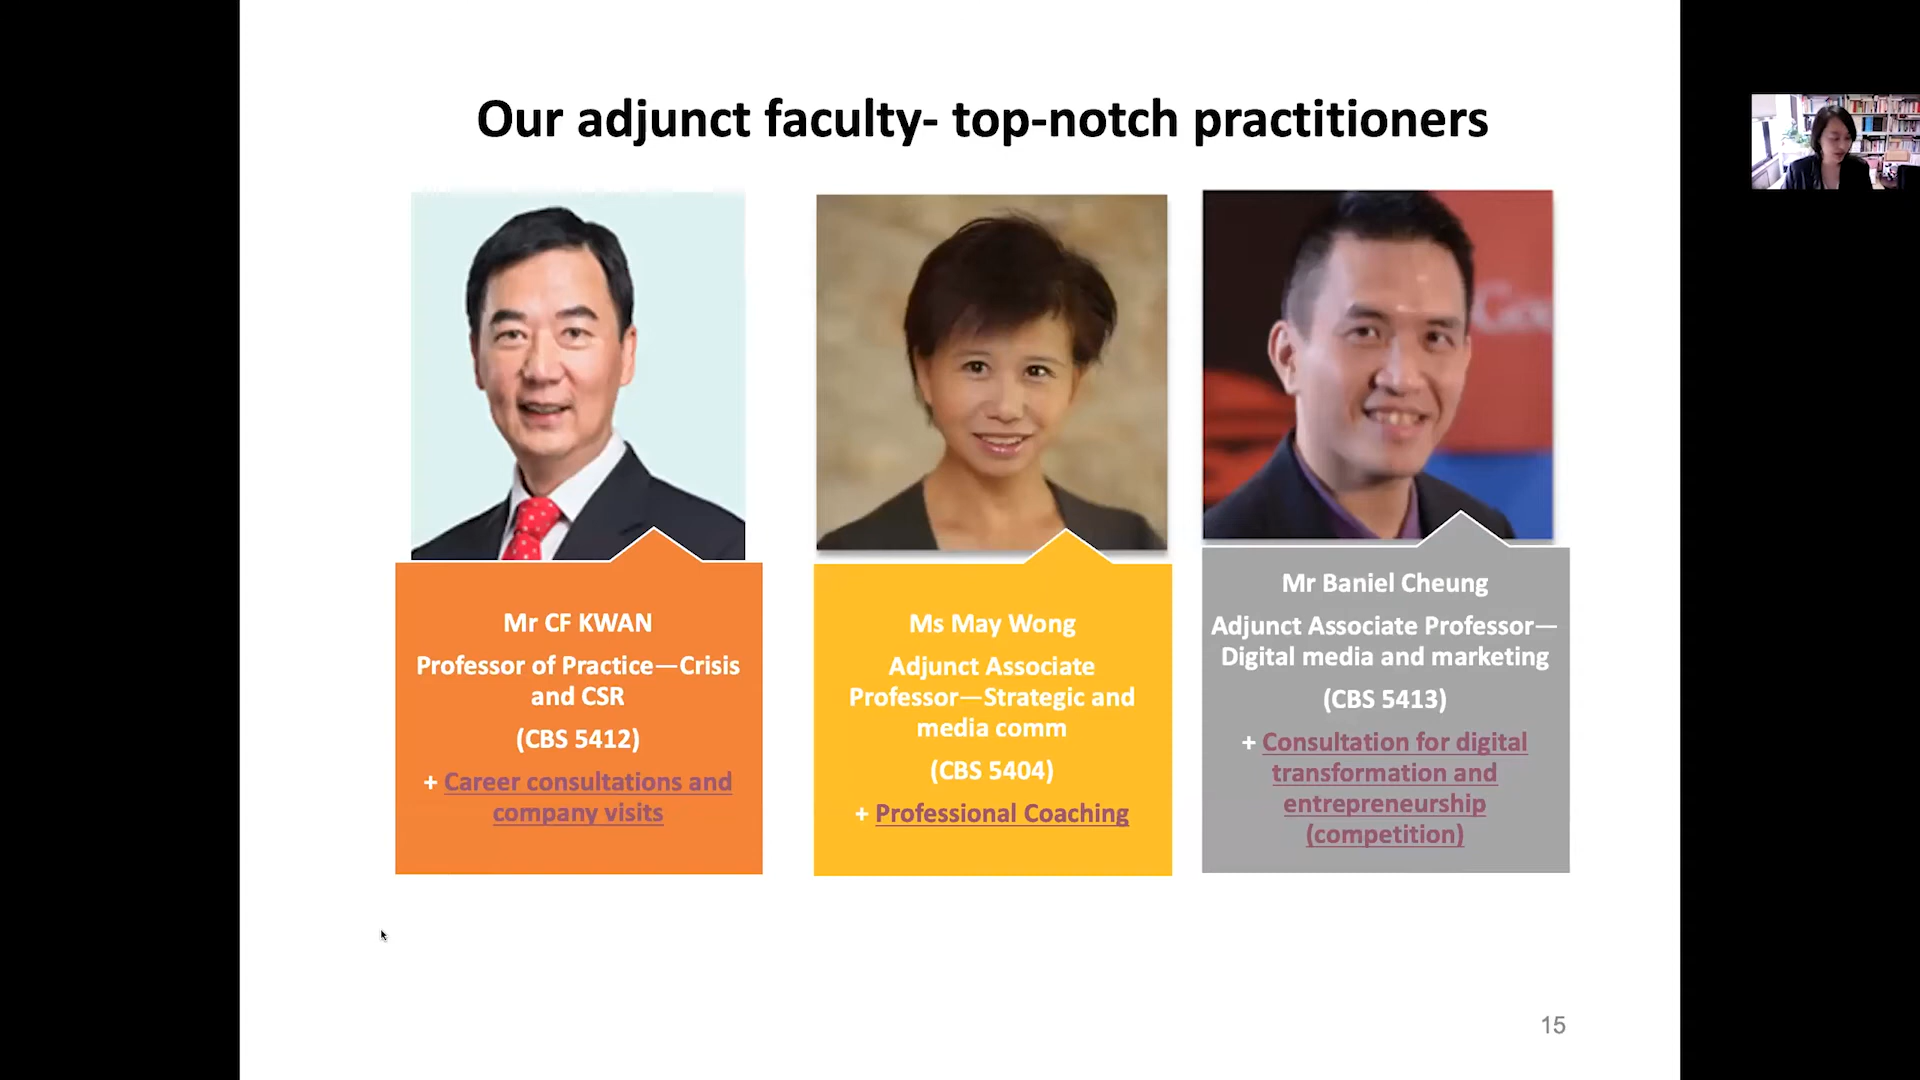 Our adjunct faculty- top-notch practitioners
Mr CF KWAN
Professor of Practice—Crisis
and CSR
(CBS 5412)
+ Career consultations and
company visits
Ms May Wong
Adjunct Associate
Professor—Strategic and
media comm
(CBS 5404)
+ Professional Coaching
Mr Baniel Cheung
Adjunct Associate Professor—
Digital media and marketing
(CBS 5413)
+ Consultation for digital
transformation and
entrepreneurship
(competition)
15